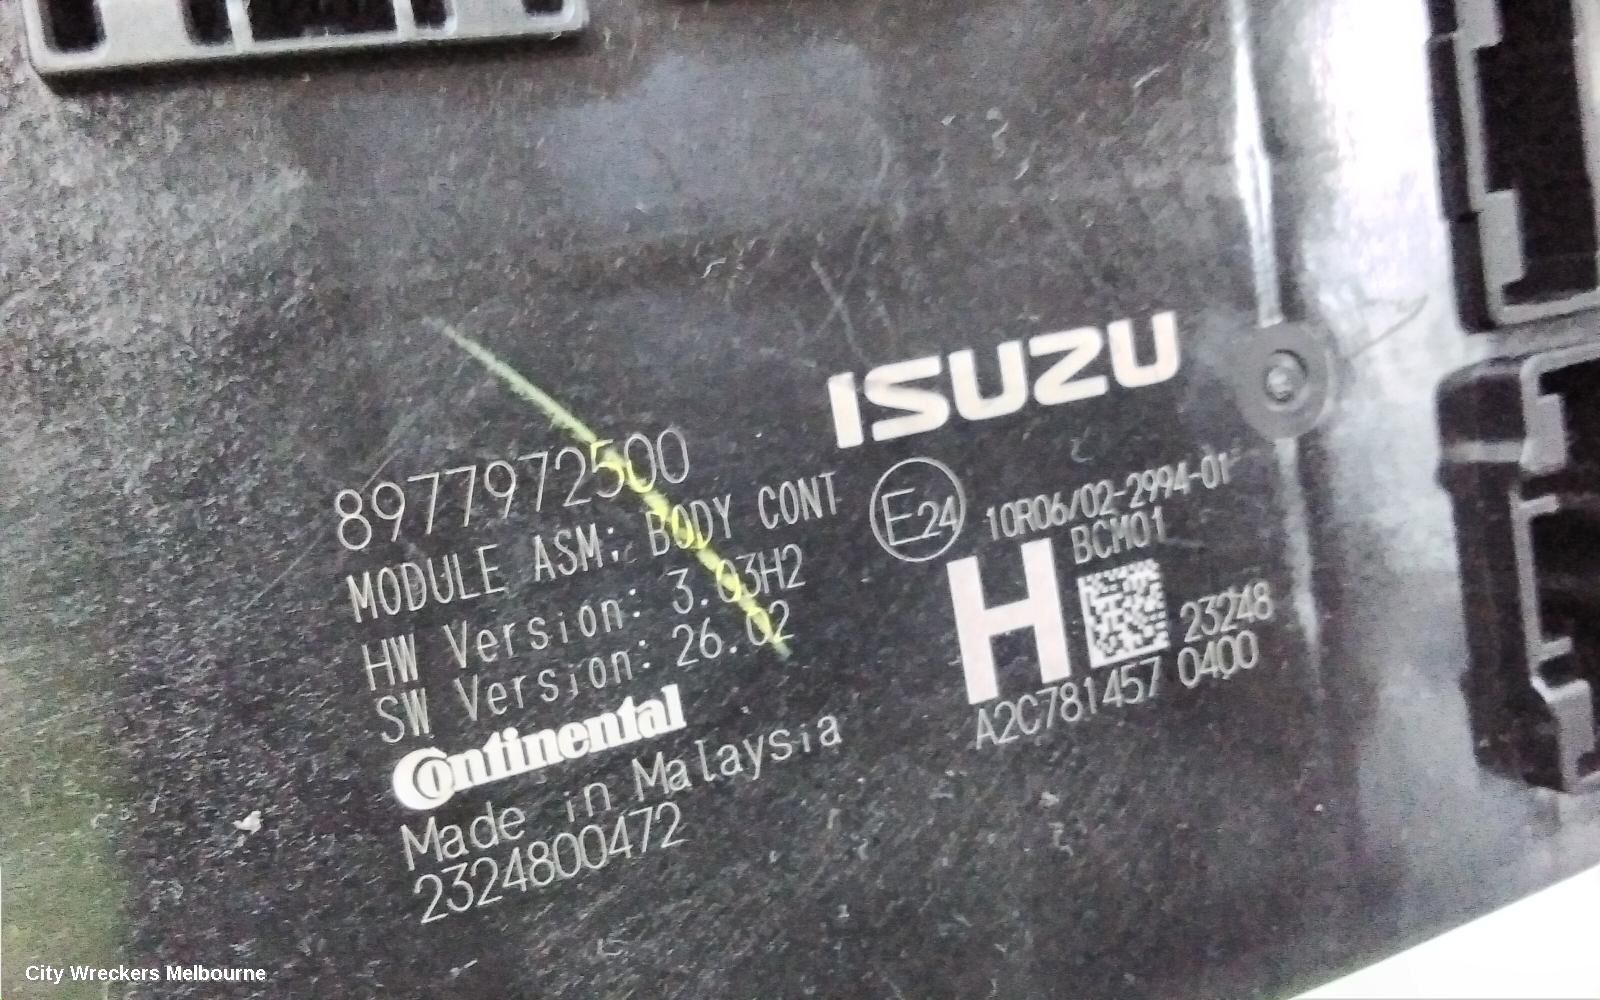 ISUZU
8977972500
MODULE ASM; BODY CONT
HW Version: 3.03H2
SW Version: 26.02
Continental
Made in Malaysia
2324800472
E24
10R06/02-2994-01
BCM01
H
23248
A2C781457 0400
City Wreckers Melbourne